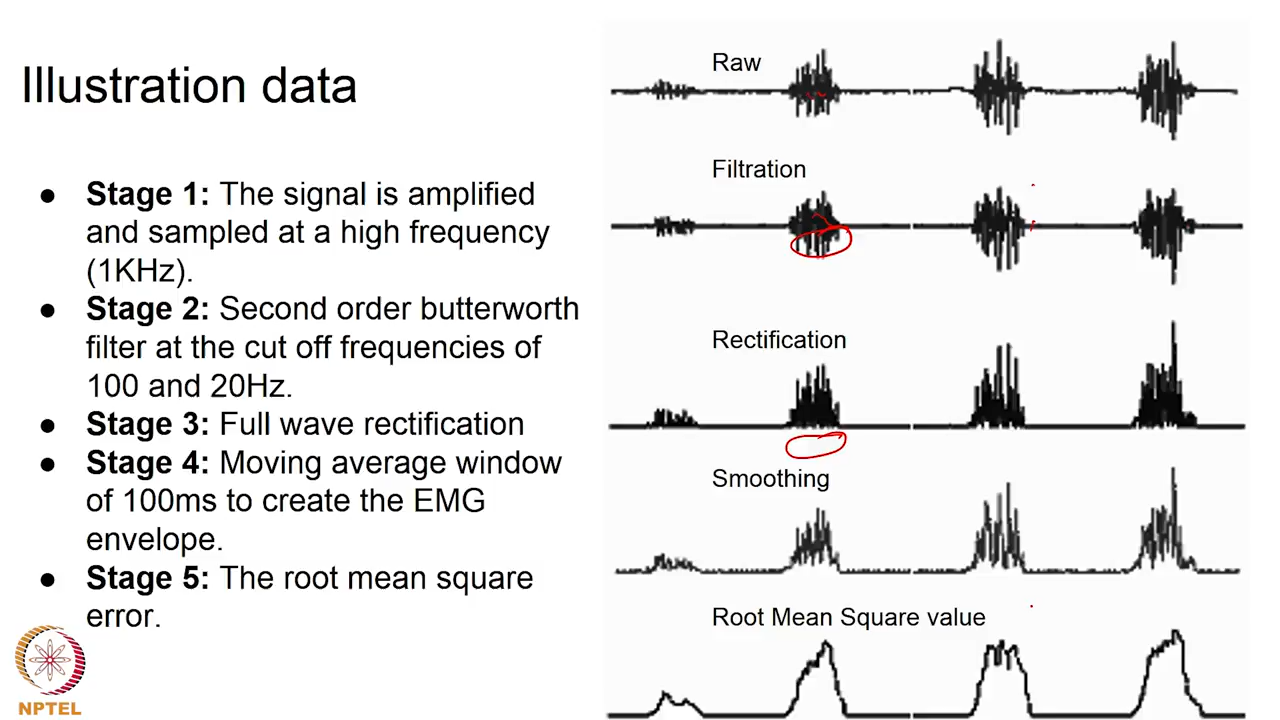 Illustration data
● Stage 1: The signal is amplified
and sampled at a high frequency
(1KHz).
● Stage 2: Second order butterworth
filter at the cut off frequencies of
100 and 20Hz.
● Stage 3: Full wave rectification
● Stage 4: Moving average window
of 100ms to create the EMG
envelope.
● Stage 5: The root mean square
error.
NPTEL
Raw
Filtration
Rectification
Smoothing
Root Mean Square value